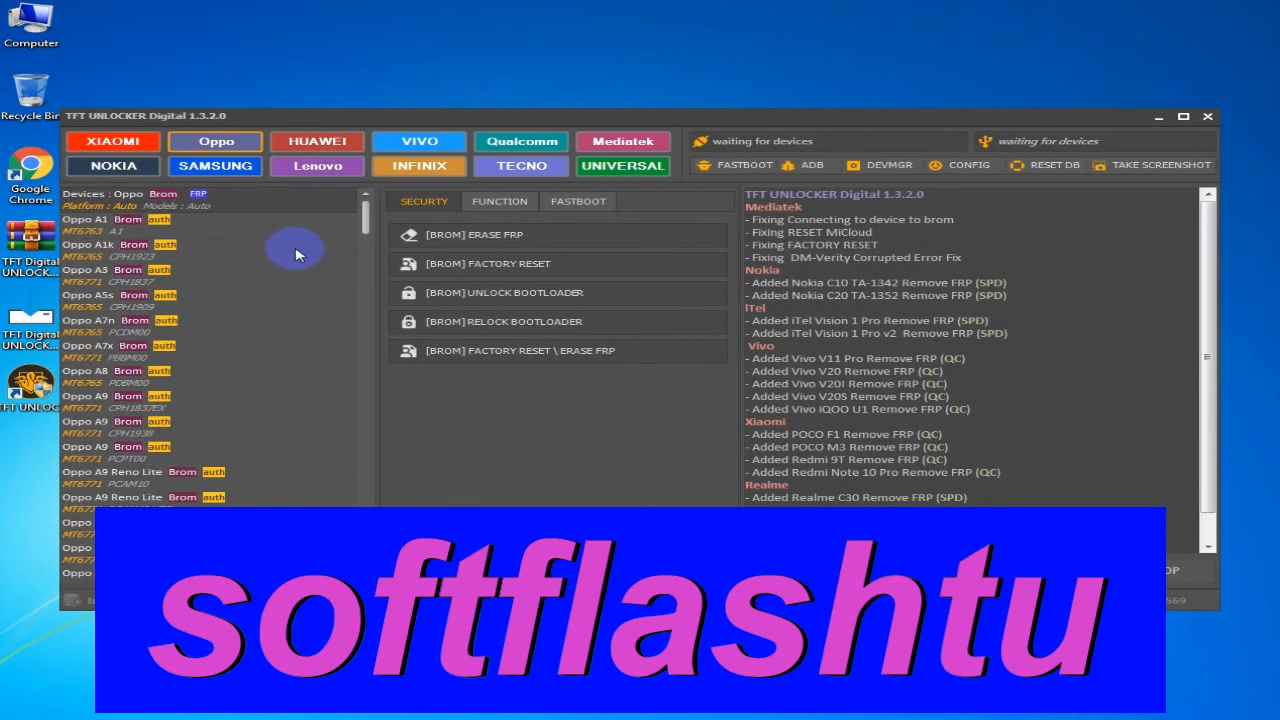 Computer
Recycle Bin
Google
Chrome
TFT Digital
UNLOCK...
TFT Digital
UNLOCK...
TFT UNLOC
TFT UNLOCKER Digital 1.3.2.0
XIAOMI Oppo HUAWEI VIVO Qualcomm Mediatek
NOKIA SAMSUNG Lenovo INFINIX TECNO UNIVERSAL
waiting for devices
waiting for devices
FASTBOOT ADB DEVMGR CONFIG RESET DB TAKE SCREENSHOT
Devices : Oppo Brom FRP
Platform : Auto Models : Auto
Oppo A1 Brom auth
MT6763 A1
Oppo A1k Brom auth
MT6765 CPH1923
Oppo A3 Brom auth
MT6771 CPH1837
Oppo A5s Brom auth
MT6765 CPH1909
Oppo A7n Brom auth
MT6765 PCDM00
Oppo A7x Brom auth
MT6771 PBBM00
Oppo A8 Brom auth
MT6765 PDBM00
Oppo A9 Brom auth
MT6771 CPH1837EX
Oppo A9 Brom auth
MT6771 CPH1938
Oppo A9 Brom auth
MT6771 PCPT00
Oppo A9 Reno Lite Brom auth
MT6771 PCAM10
Oppo A9 Reno Lite Brom auth
Oppo
Oppo
Oppo
SECURTY FUNCTION FASTBOOT
[BROM] ERASE FRP
[BROM] FACTORY RESET
[BROM] UNLOCK BOOTLOADER
[BROM] RELOCK BOOTLOADER
[BROM] FACTORY RESET \ ERASE FRP
TFT UNLOCKER Digital 1.3.2.0
Mediatek
- Fixing Connecting to device to brom
- Fixing RESET MiCloud
- Fixing FACTORY RESET
- Fixing DM-Verity Corrupted Error Fix
Nokia
- Added Nokia C10 TA-1342 Remove FRP (SPD)
- Added Nokia C20 TA-1352 Remove FRP (SPD)
iTel
- Added iTel Vision 1 Pro Remove FRP (SPD)
- Added iTel Vision 1 Pro v2 Remove FRP (SPD)
Vivo
- Added Vivo V11 Pro Remove FRP (QC)
- Added Vivo V20 Remove FRP (QC)
- Added Vivo V20I Remove FRP (QC)
- Added Vivo V20S Remove FRP (QC)
- Added Vivo iQOO U1 Remove FRP (QC)
Xiaomi
- Added POCO F1 Remove FRP (QC)
- Added POCO M3 Remove FRP (QC)
- Added Redmi 9T Remove FRP (QC)
- Added Redmi Note 10 Pro Remove FRP (QC)
Realme
- Added Realme C30 Remove FRP (SPD)
softflashtu